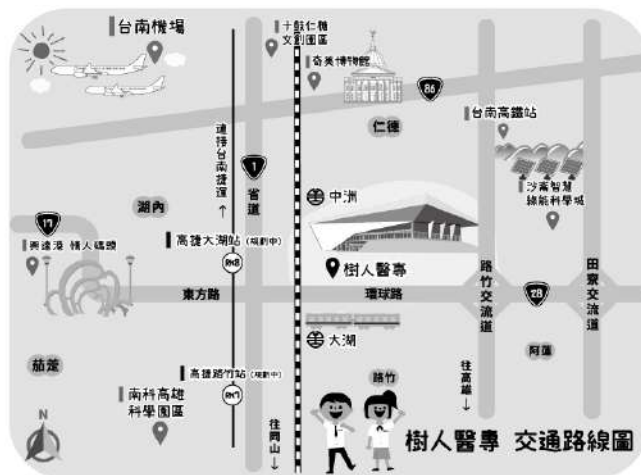 台南機場
十鼓仁糖
文創園區
奇美博物館
86
仁德
台南高鐵站
連接台南捷運
1
省道
中洲
沙崙智慧
綠能科學城
湖內
17
興達港 情人碼頭
高捷大湖站(規劃中)
RK8
樹人醫專
東方路
環球路
路竹交流道
28
田寮交流道
大湖
阿蓮
茄萣
高捷路竹站(規劃中)
RK7
路竹
往高雄
南科高雄
科學園區
往岡山
N
樹人醫專 交通路線圖